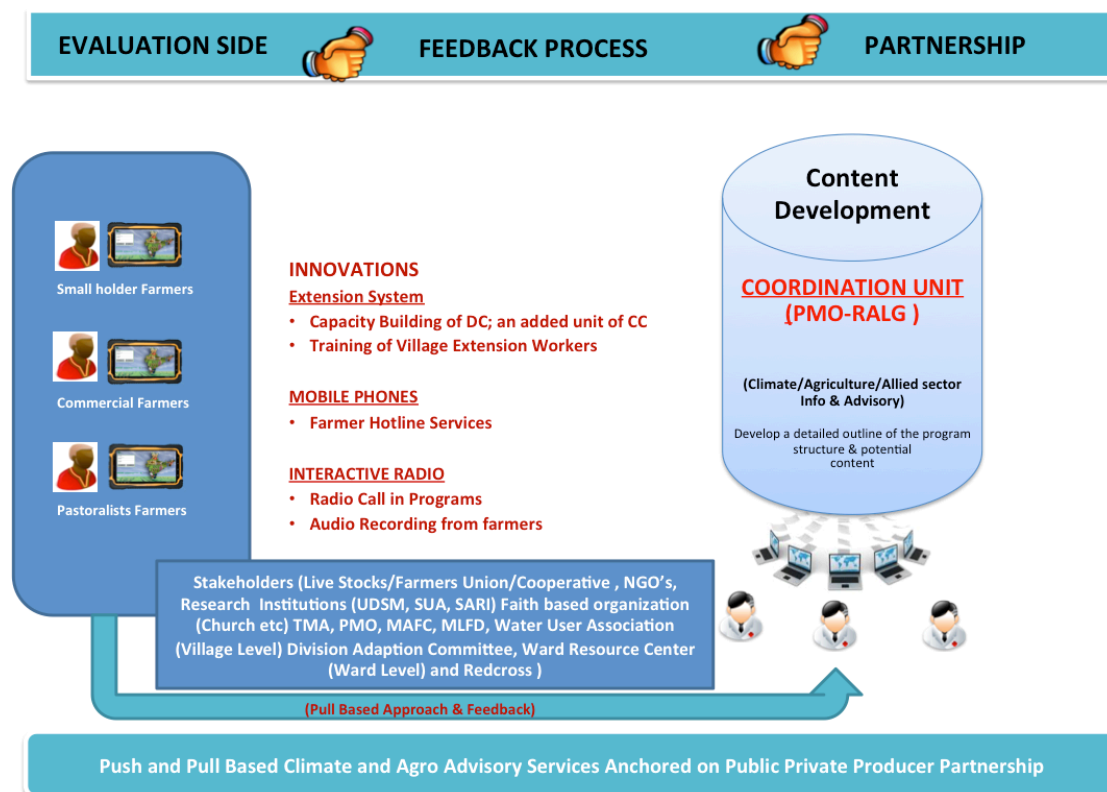 EVALUATION SIDE
FEEDBACK PROCESS
PARTNERSHIP
Small holder Farmers
Commercial Farmers
Pastoralists Farmers
INNOVATIONS
Extension System
• Capacity Building of DC; an added unit of CC
• Training of Village Extension Workers
MOBILE PHONES
• Farmer Hotline Services
INTERACTIVE RADIO
• Radio Call in Programs
• Audio Recording from farmers
Content
Development
COORDINATION UNIT
(PMO-RALG )
(Climate/Agriculture/Allied sector
Info & Advisory)
Develop a detailed outline of the program
structure & potential
content
Stakeholders (Live Stocks/Farmers Union/Cooperative , NGO's,
Research Institutions (UDSM, SUA, SARI) Faith based organization
(Church etc) TMA, PMO, MAFC, MLFD, Water User Association
(Village Level) Division Adaption Committee, Ward Resource Center
(Ward Level) and Redcross )
(Pull Based Approach & Feedback)
Push and Pull Based Climate and Agro Advisory Services Anchored on Public Private Producer Partnership